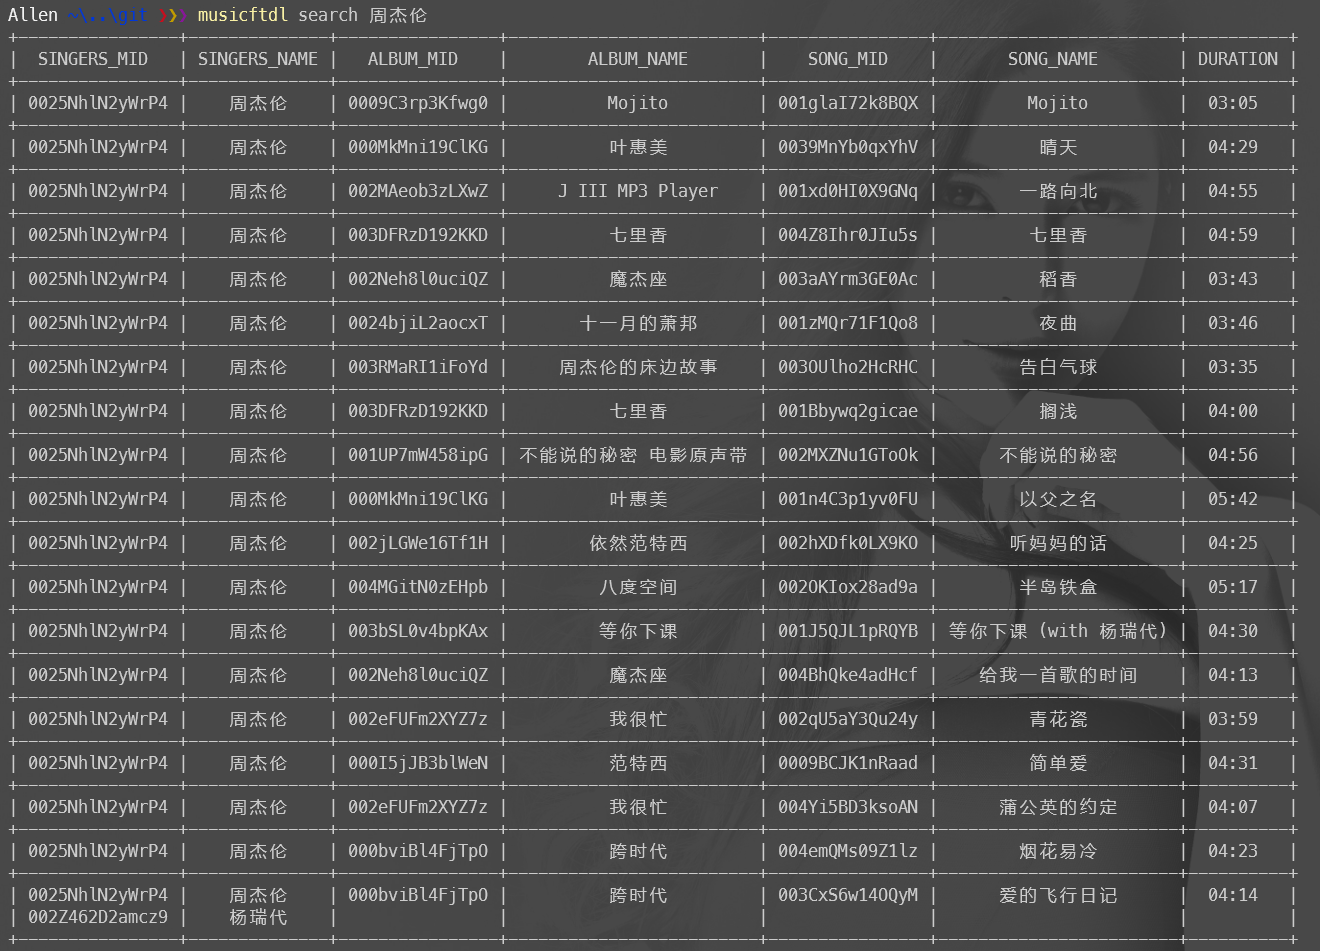 Allen ~\..\git ❯❯❯ musicftdl search 周杰伦
| SINGERS_MID | SINGERS_NAME | ALBUM_MID | ALBUM_NAME | SONG_MID | SONG_NAME | DURATION |
| 0025NhlN2yWrP4 | 周杰伦 | 0009C3rp3Kfwg0 | Mojito | 001glaI72k8BQX | Mojito | 03:05 |
| 0025NhlN2yWrP4 | 周杰伦 | 000MkMni19ClKG | 叶惠美 | 0039MnYb0qxYhV | 晴天 | 04:29 |
| 0025NhlN2yWrP4 | 周杰伦 | 002MAeob3zLXwZ | J III MP3 Player | 001xd0HI0X9GNq | 一路向北 | 04:55 |
| 0025NhlN2yWrP4 | 周杰伦 | 003DFRzD192KKD | 七里香 | 004Z8Ihr0JIu5s | 七里香 | 04:59 |
| 0025NhlN2yWrP4 | 周杰伦 | 002Neh8l0uciQZ | 魔杰座 | 003aAYrm3GE0Ac | 稻香 | 03:43 |
| 0025NhlN2yWrP4 | 周杰伦 | 0024bjiL2aocxT | 十一月的萧邦 | 001zMQr71F1Qo8 | 夜曲 | 03:46 |
| 0025NhlN2yWrP4 | 周杰伦 | 003RMaRI1iFoYd | 周杰伦的床边故事 | 003OUlho2HcRHC | 告白气球 | 03:35 |
| 0025NhlN2yWrP4 | 周杰伦 | 003DFRzD192KKD | 七里香 | 001Bbywq2gicae | 搁浅 | 04:00 |
| 0025NhlN2yWrP4 | 周杰伦 | 001UP7mW458ipG | 不能说的秘密 电影原声带 | 002MXZNu1GToOk | 不能说的秘密 | 04:56 |
| 0025NhlN2yWrP4 | 周杰伦 | 000MkMni19ClKG | 叶惠美 | 001n4C3p1yv0FU | 以父之名 | 05:42 |
| 0025NhlN2yWrP4 | 周杰伦 | 002jLGWe16Tf1H | 依然范特西 | 002hXDfk0LX9KO | 听妈妈的话 | 04:25 |
| 0025NhlN2yWrP4 | 周杰伦 | 004MGitN0zEHpb | 八度空间 | 002OKIox28ad9a | 半岛铁盒 | 05:17 |
| 0025NhlN2yWrP4 | 周杰伦 | 003bSL0v4bpKAx | 等你下课 | 001J5QJL1pRQYB | 等你下课 (with 杨瑞代) | 04:30 |
| 0025NhlN2yWrP4 | 周杰伦 | 002Neh8l0uciQZ | 魔杰座 | 004BhQke4adHcf | 给我一首歌的时间 | 04:13 |
| 0025NhlN2yWrP4 | 周杰伦 | 002eFUFm2XYZ7z | 我很忙 | 002qU5aY3Qu24y | 青花瓷 | 03:59 |
| 0025NhlN2yWrP4 | 周杰伦 | 000I5jJB3blWeN | 范特西 | 0009BCJK1nRaad | 简单爱 | 04:31 |
| 0025NhlN2yWrP4 | 周杰伦 | 002eFUFm2XYZ7z | 我很忙 | 004Yi5BD3ksoAN | 蒲公英的约定 | 04:07 |
| 0025NhlN2yWrP4 | 周杰伦 | 000bviBl4FjTpO | 跨时代 | 004emQMs09Z1lz | 烟花易冷 | 04:23 |
| 0025NhlN2yWrP4 | 周杰伦 | 000bviBl4FjTpO | 跨时代 | 003CxS6w14OQyM | 爱的飞行日记 | 04:14 |
| 002Z462D2amcz9 | 杨瑞代 | | | | | |